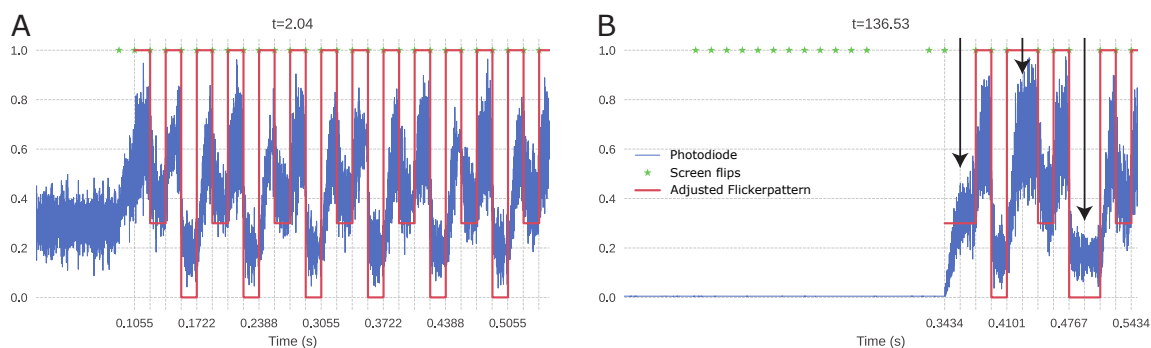 A
t=2.04
1.0
0.8
0.6
0.4
0.2
0.0
0.1055 0.1722 0.2388 0.3055 0.3722 0.4388 0.5055
Time (s)
B
t=136.53
1.0
0.8
0.6
0.4
0.2
0.0
Photodiode
Screen flips
Adjusted Flickerpattern
0.3434 0.4101 0.4767 0.5434
Time (s)